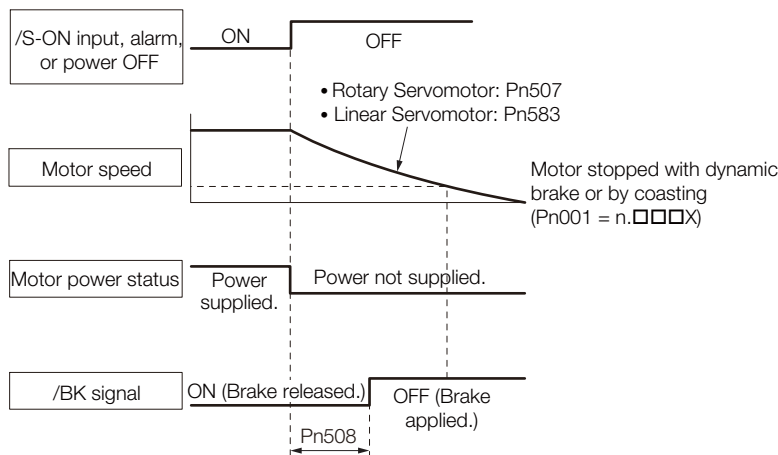 /S-ON input, alarm,
or power OFF
ON
OFF
• Rotary Servomotor: Pn507
• Linear Servomotor: Pn583
Motor speed
Motor stopped with dynamic
brake or by coasting
(Pn001 = n.□□□X)
Motor power status
Power
supplied.
Power not supplied.
/BK signal
ON (Brake released.)
OFF (Brake
applied.)
Pn508